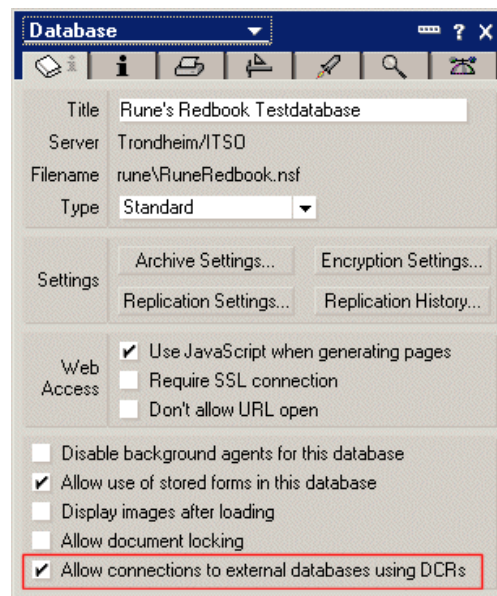 Database
? X
i i
Title Rune's Redbook Testdatabase
Server Trondheim/ITSO
Filename rune\RuneRedbook.nsf
Type Standard
Settings
Archive Settings... Encryption Settings...
Replication Settings... Replication History...
Web Access
Use JavaScript when generating pages
Require SSL connection
Don't allow URL open
Disable background agents for this database
Allow use of stored forms in this database
Display images after loading
Allow document locking
Allow connections to external databases using DCRs